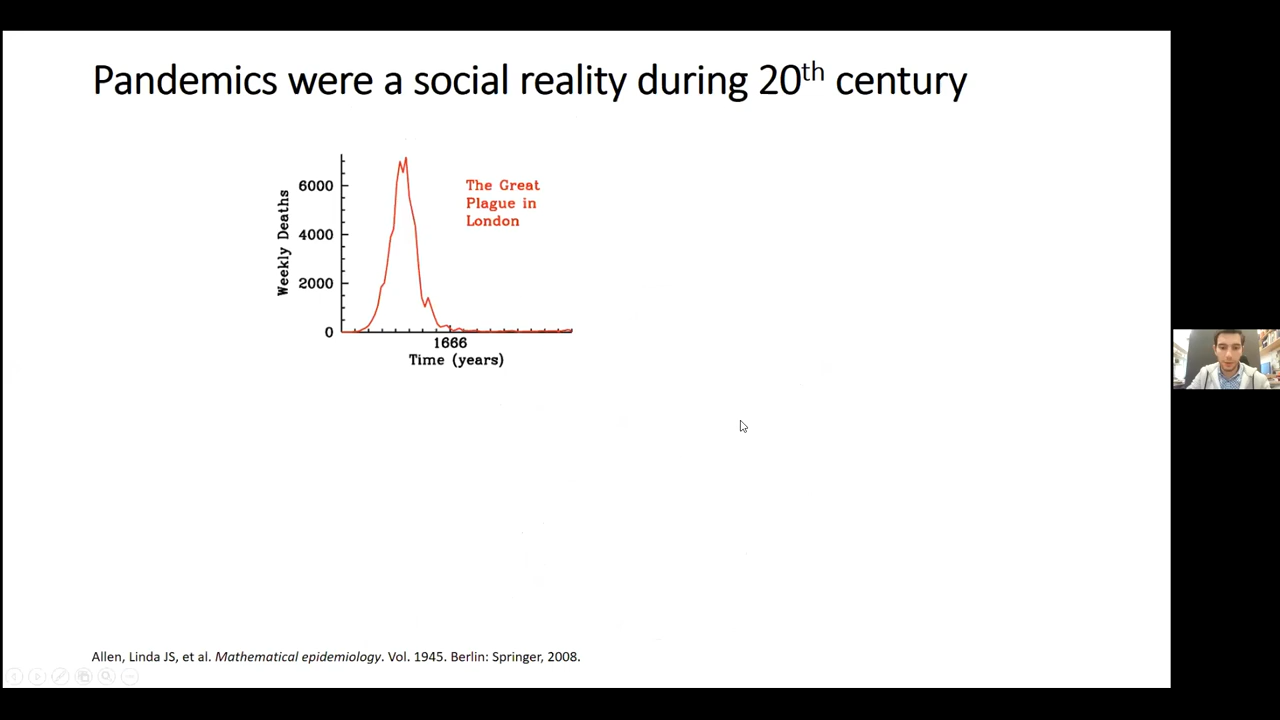 Pandemics were a social reality during 20th century
6000
4000
2000
0
Weekly Deaths
The Great
Plague in
London
1666
Time (years)
Allen, Linda JS, et al. Mathematical epidemiology. Vol. 1945. Berlin: Springer, 2008.